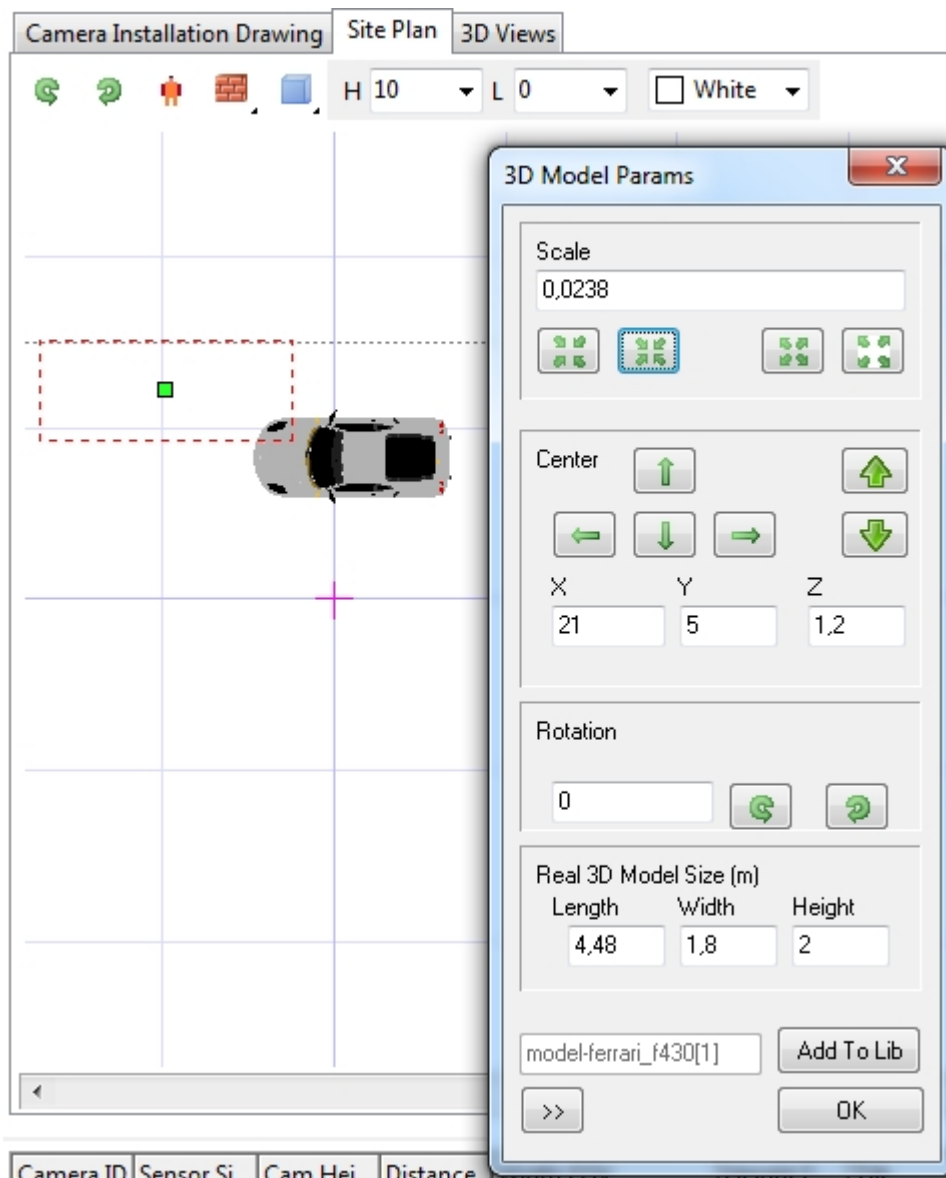 Camera Installation Drawing Site Plan 3D Views
H 10 L 0 White
3D Model Params
Scale
0,0238
Center
X Y Z
21 5 1,2
Rotation
0
Real 3D Model Size (m)
Length Width Height
4,48 1,8 2
model-ferrari_f430[1] Add To Lib
>> OK
Camera ID Sensor Si... Cam Hei... Distance